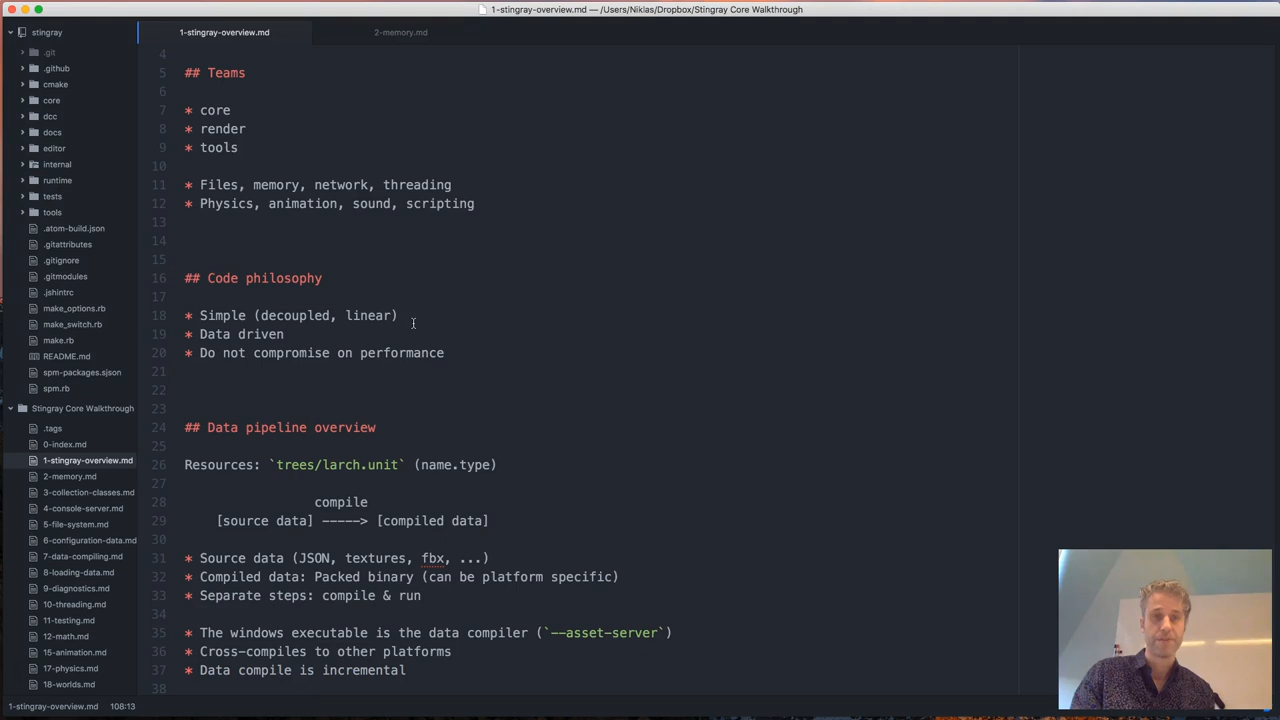 1-stingray-overview.md — /Users/Niklas/Dropbox/Stingray Core Walkthrough
stingray
1-stingray-overview.md
2-memory.md
.git
.github
cmake
core
dcc
docs
editor
internal
runtime
tests
tools
.atom-build.json
.gitattributes
.gitignore
.gitmodules
.jshintrc
make_options.rb
make_switch.rb
make.rb
README.md
spm-packages.sjson
spm.rb
Stingray Core Walkthrough
.tags
0-index.md
1-stingray-overview.md
2-memory.md
3-collection-classes.md
4-console-server.md
5-file-system.md
6-configuration-data.md
7-data-compiling.md
8-loading-data.md
9-diagnostics.md
10-threading.md
11-testing.md
12-math.md
15-animation.md
17-physics.md
18-worlds.md
4
5 ## Teams
6
7 * core
8 * render
9 * tools
10
11 * Files, memory, network, threading
12 * Physics, animation, sound, scripting
13
14
15
16 ## Code philosophy
17
18 * Simple (decoupled, linear)
19 * Data driven
20 * Do not compromise on performance
21
22
23
24 ## Data pipeline overview
25
26 Resources: `trees/larch.unit` (name.type)
27
28 compile
29 [source data] -----> [compiled data]
30
31 * Source data (JSON, textures, fbx, ...)
32 * Compiled data: Packed binary (can be platform specific)
33 * Separate steps: compile & run
34
35 * The windows executable is the data compiler (`--asset-server`)
36 * Cross-compiles to other platforms
37 * Data compile is incremental
38
1-stingray-overview.md 108:13